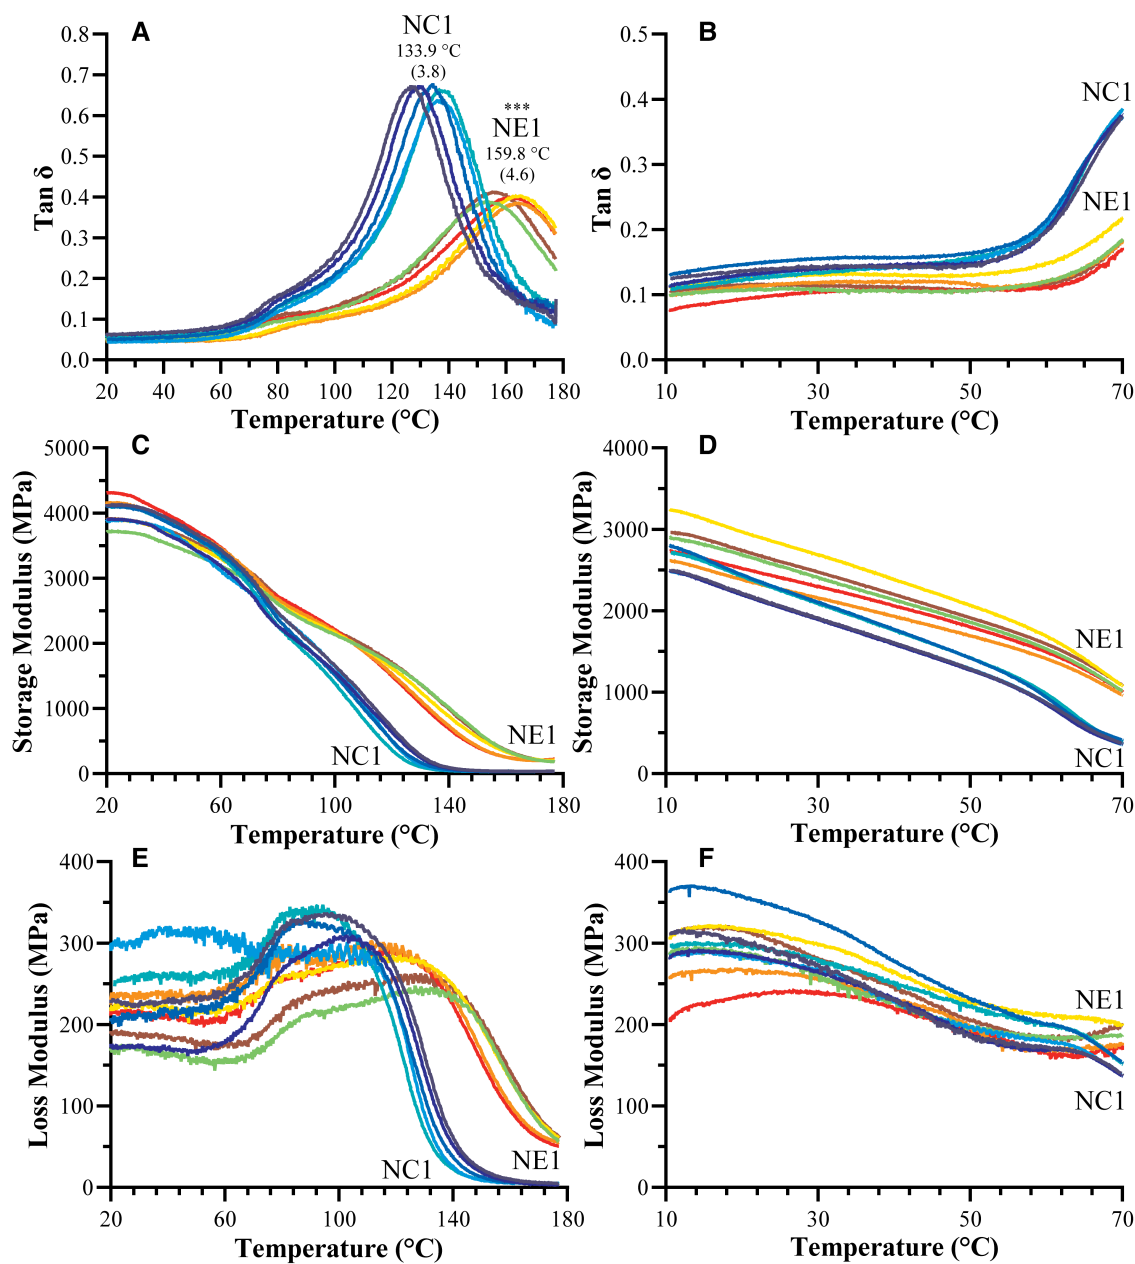 A
NC1
133.9 °C
(3.8)
***
NE1
159.8 °C
(4.6)
0.8
0.7
0.6
0.5
0.4
0.3
0.2
0.1
0.0
Tan δ
20 40 60 80 100 120 140 160 180
Temperature (°C)
B
NC1
NE1
0.5
0.4
0.3
0.2
0.1
0.0
Tan δ
10 30 50 70
Temperature (°C)
C
5000
4000
3000
2000
1000
0
Storage Modulus (MPa)
NE1
NC1
20 60 100 140 180
Temperature (°C)
D
4000
3000
2000
1000
0
Storage Modulus (MPa)
NE1
NC1
10 30 50 70
Temperature (°C)
E
400
300
200
100
0
Loss Modulus (MPa)
NC1
NE1
20 60 100 140 180
Temperature (°C)
F
400
300
200
100
0
Loss Modulus (MPa)
NE1
NC1
10 30 50 70
Temperature (°C)